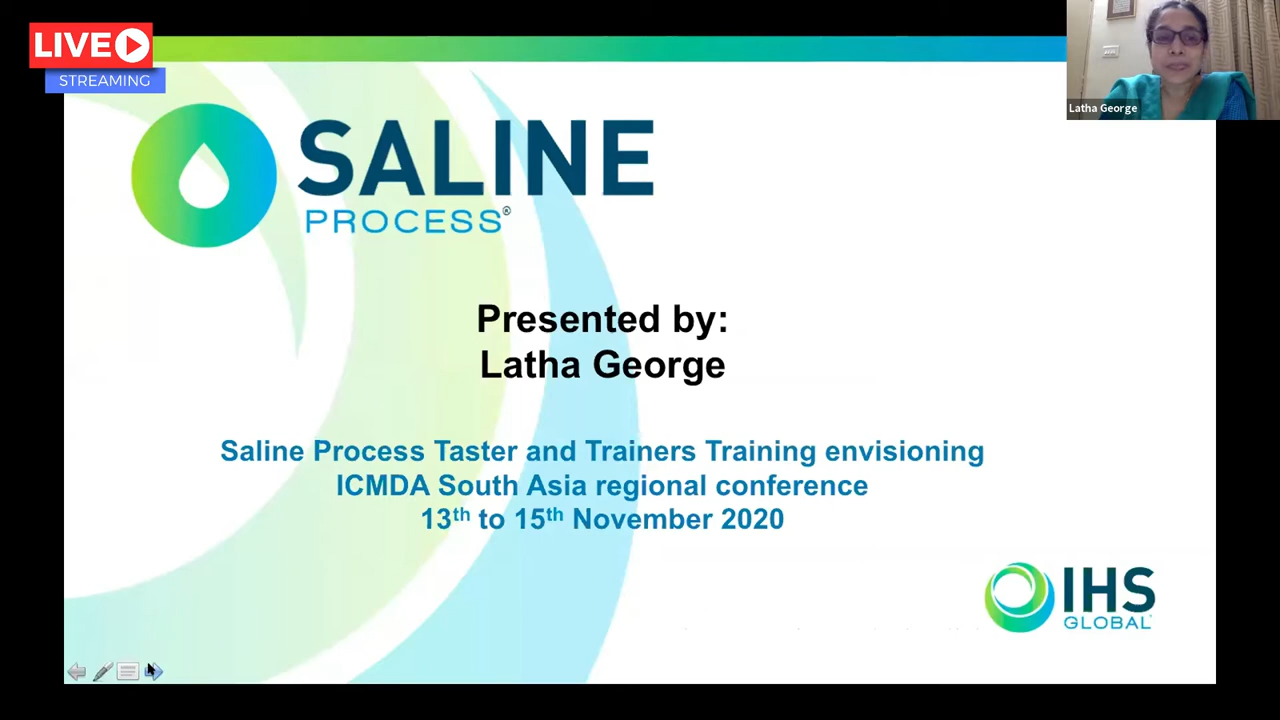 LIVE
STREAMING
Latha George
SALINE
PROCESS®
Presented by:
Latha George
Saline Process Taster and Trainers Training envisioning
ICMDA South Asia regional conference
13th to 15th November 2020
IHS
GLOBAL